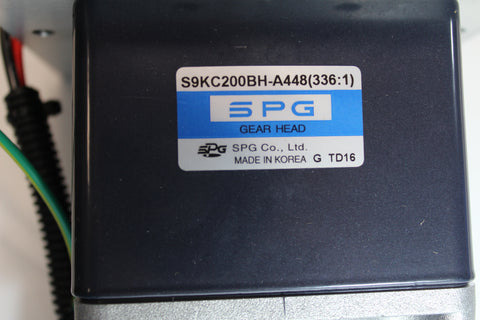 S9KC200BH-A448(336:1)
SPG
GEAR HEAD
SPG SPG Co., Ltd.
MADE IN KOREA G TD16